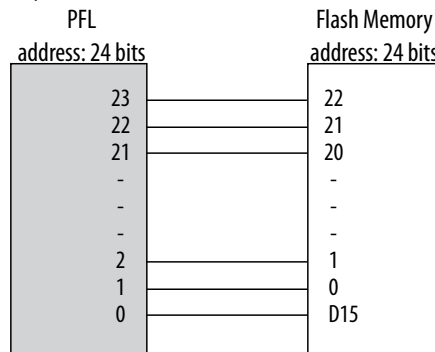 PFL Flash Memory
address: 24 bits address: 24 bits
23 22
22 21
21 20
- -
- -
- -
2 1
1 0
0 D15